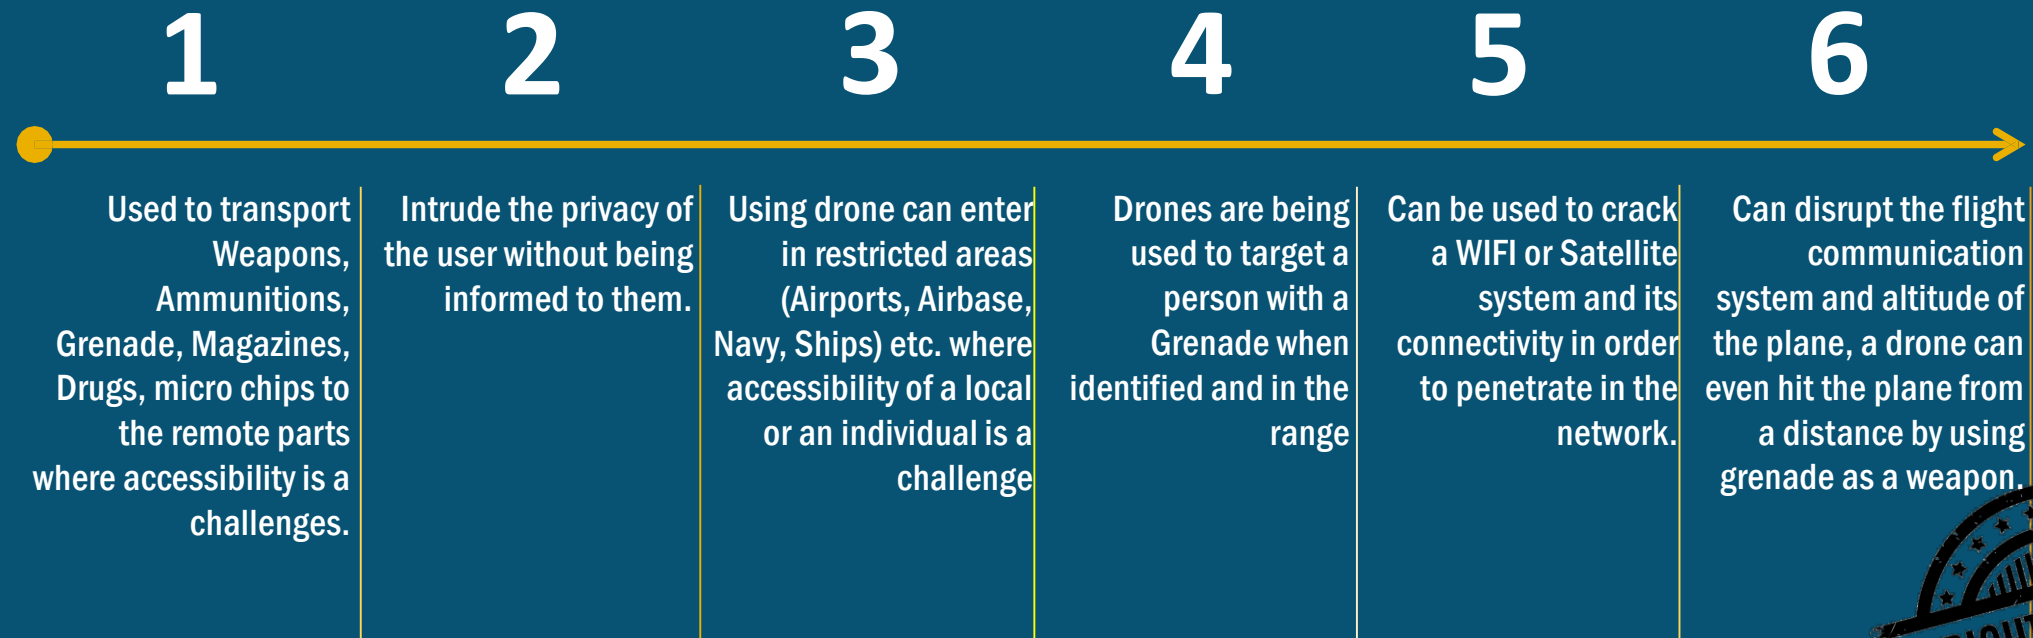 1
2
3
4
5
6
Used to transport
Weapons,
Ammunitions,
Grenade, Magazines,
Drugs, micro chips to
the remote parts
where accessibility is a
challenges.
Intrude the privacy of
the user without being
informed to them.
Using drone can enter
in restricted areas
(Airports, Airbase,
Navy, Ships) etc. where
accessibility of a local
or an individual is a
challenge
Drones are being
used to target a
person with a
Grenade when
identified and in the
range
Can be used to crack
a WIFI or Satellite
system and its
connectivity in order
to penetrate in the
network.
Can disrupt the flight
communication
system and altitude of
the plane, a drone can
even hit the plane from
a distance by using
grenade as a weapon.